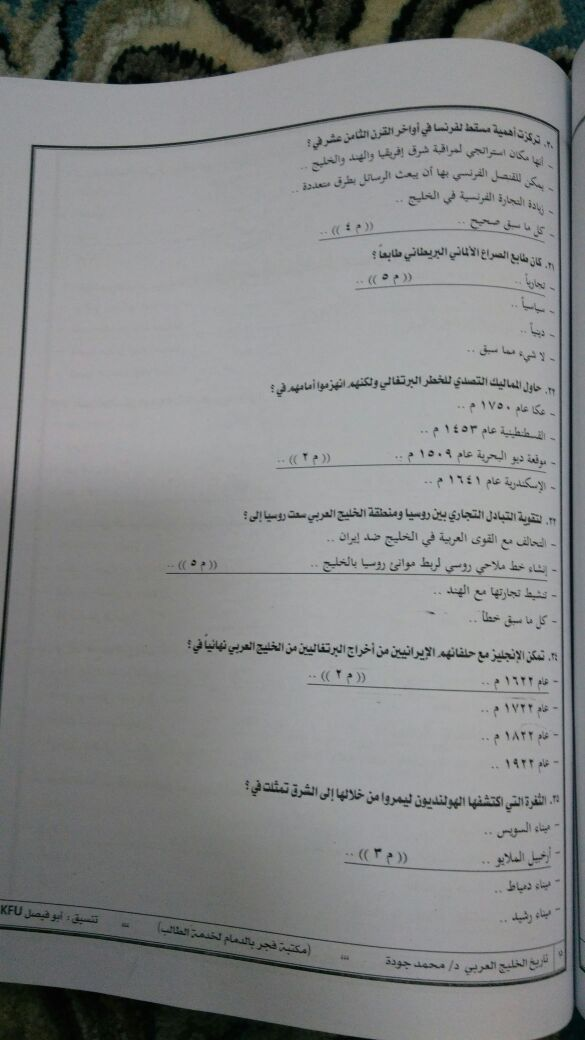 ٢٠. تركزت أهمية مسقط لفرنسا في أواخر القرن الثامن عشر في ؟
- أنها مكان استراتجي لمراقبة شرق إفريقيا والهند والخليج ..
- يمكن للقنصل الفرنسي بها أن يبعث الرسائل بطرق متعددة ..
- زيادة التجارة الفرنسية في الخليج ..
- كل ما سبق صحيح .. (( م ٤ )) ..
٢١. كان طابع الصراع الألماني البريطاني طابعاً ؟
- تجارياً .. (( م ٥ )) ..
- سياسياً ..
- دينياً ..
- لا شيء مما سبق ..
٢٢. حاول المماليك التصدي للخطر البرتغالي ولكنهم انهزموا أمامهم في ؟
- عكا عام ١٧٥٠ م ..
- القسطنطينية عام ١٤٥٣ م ..
- موقعة ديو البحرية عام ١٥٠٩ م .. (( م ٢ )) ..
- الإسكندرية عام ١٦٤١ م ..
٢٣. لتقوية التبادل التجاري بين روسيا ومنطقة الخليج العربي سعت روسيا إلى ؟
- التحالف مع القوى العربية في الخليج ضد إيران ..
- إنشاء خط ملاحي روسي لربط موانئ روسيا بالخليج .. (( م ٥ )) ..
- تنشيط تجارتها مع الهند ..
- كل ما سبق خطأ ..
٢٤. تمكن الإنجليز مع حلفائهم الإيرانيين من أخراج البرتغاليين من الخليج العربي نهائياً في ؟
- عام ١٦٢٢ م .. (( م ٢ )) ..
- عام ١٧٢٢ م ..
- عام ١٨٢٢ م ..
- عام ١٩٢٢ ..
٢٥. الثغرة التي اكتشفها الهولنديون ليمروا من خلالها إلى الشرق تمثلت في ؟
- ميناء السويس ..
- أرخبيل الملايو .. (( م ٣ )) ..
- ميناء دمياط ..
- ميناء رشيد ..
تاريخ الخليج العربي د/ محمد جودة (مكتبة فجر بالدمام لخدمة الطالب) تنسيق : أبو فيصل KFU